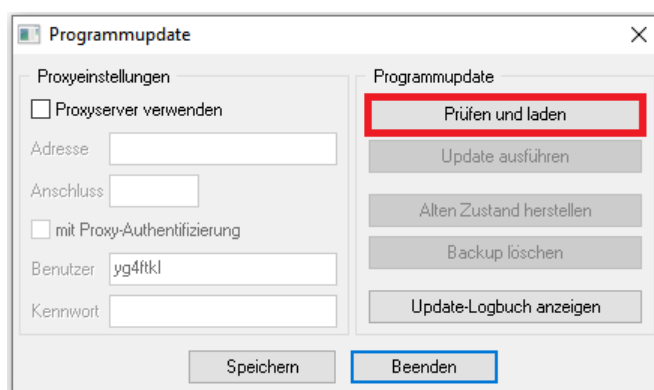 Programmupdate
Proxyeinstellungen
Proxyserver verwenden
Adresse
Anschluss
mit Proxy-Authentifizierung
Benutzer yg4ftkl
Kennwort
Programmupdate
Prüfen und laden
Update ausführen
Alten Zustand herstellen
Backup löschen
Update-Logbuch anzeigen
Speichern Beenden